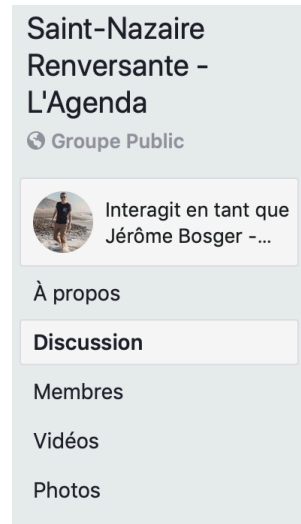 Saint-Nazaire
Renversante -
L'Agenda
Groupe Public
Interagit en tant que
Jérôme Bosger -...
À propos
Discussion
Membres
Vidéos
Photos